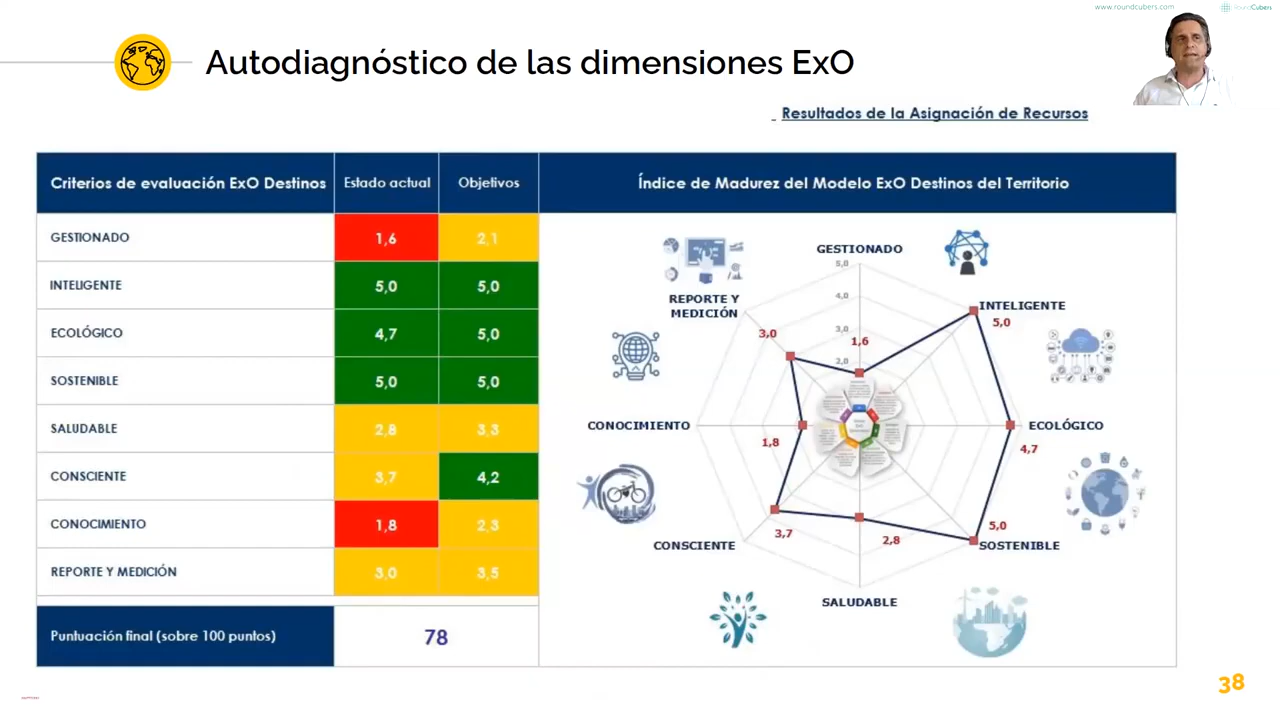 www.roundcubers.com
RoundCubers
Autodiagnóstico de las dimensiones ExO
Resultados de la Asignación de Recursos
Criterios de evaluación ExO Destinos
Estado actual
Objetivos
Índice de Madurez del Modelo ExO Destinos del Territorio
GESTIONADO
1,6
2,1
INTELIGENTE
5,0
5,0
ECOLÓGICO
4,7
5,0
SOSTENIBLE
5,0
5,0
SALUDABLE
2,8
3,3
CONSCIENTE
3,7
4,2
CONOCIMIENTO
1,8
2,3
REPORTE Y MEDICIÓN
3,0
3,5
Puntuación final (sobre 100 puntos)
78
GESTIONADO
5,0
4,0
3,0
2,0
1,6
INTELIGENTE
5,0
ECOLÓGICO
4,7
5,0
SOSTENIBLE
2,8
SALUDABLE
3,7
CONSCIENTE
1,8
CONOCIMIENTO
3,0
REPORTE Y
MEDICIÓN
38